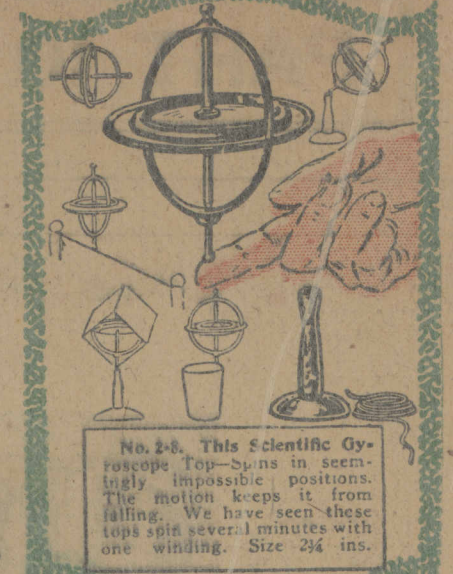 No. 2-8. This Scientific Gy-
roscope Top—Spins in seem-
ingly impossible positions.
The motion keeps it from
falling. We have seen these
tops spin several minutes with
one winding. Size 2¾ ins.